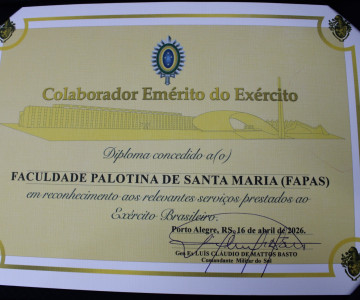 Colaborador Emérito do Exército
Diploma concedido a(o)
FACULDADE PALOTINA DE SANTA MARIA (FAPAS)
em reconhecimento aos relevantes serviços prestados ao
Exército Brasileiro.
Porto Alegre, RS, 16 de abril de 2026.
Gen Ex LUIS CLÁUDIO DE MATTOS BASTO
Comandante Militar do Sul